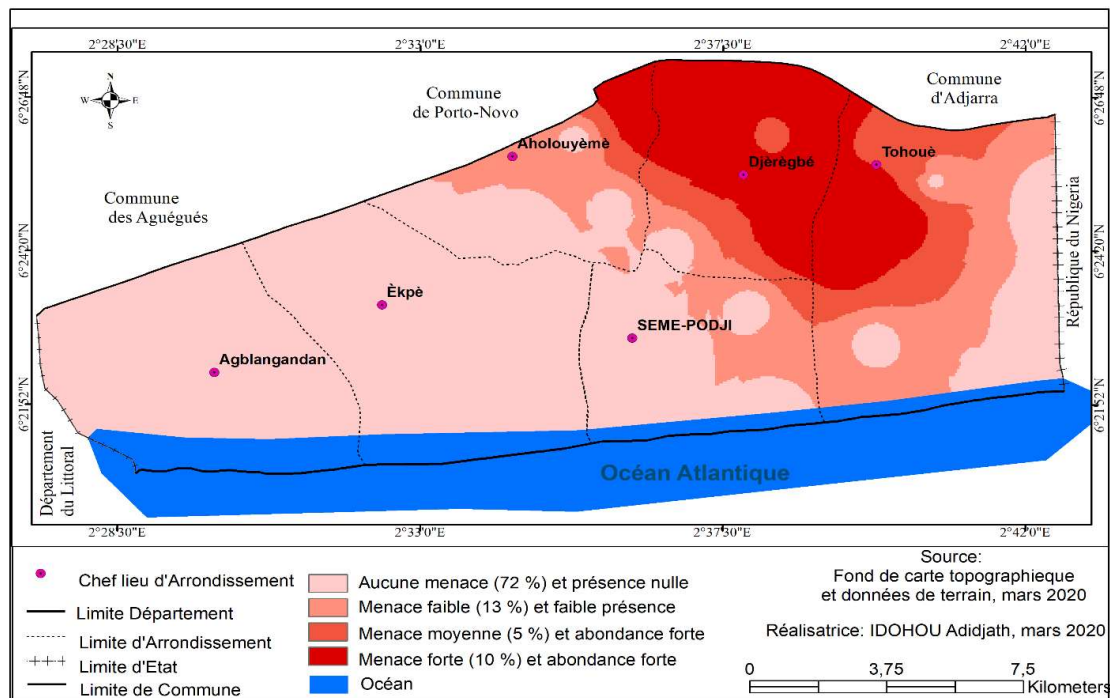 2°28'30"E 2°33'0"E 2°37'30"E 2°42'0"E
N
W E
S
6°26'48"N
6°24'20"N
6°21'52"N
6°26'48"N
6°24'20"N
6°21'52"N
Commune
de Porto-Novo
Commune
d'Adjarra
Commune
des Aguégués
République du Nigeria
Département
du Littoral
Aholouyèmè
Djèrègbé
Tohouè
Èkpè
SEME-PODJI
Agblangandan
Océan Atlantique
2°28'30"E 2°33'0"E 2°37'30"E 2°42'0"E
Chef lieu d'Arrondissement
Limite Département
Limite d'Arrondissement
Limite d'Etat
Limite de Commune
Aucune menace (72 %) et présence nulle
Menace faible (13 %) et faible présence
Menace moyenne (5 %) et abondance forte
Menace forte (10 %) et abondance forte
Océan
Source:
Fond de carte topographieque
et données de terrain, mars 2020
Réalisatrice: IDOHOU Adidjath, mars 2020
0 3,75 7,5
Kilometers